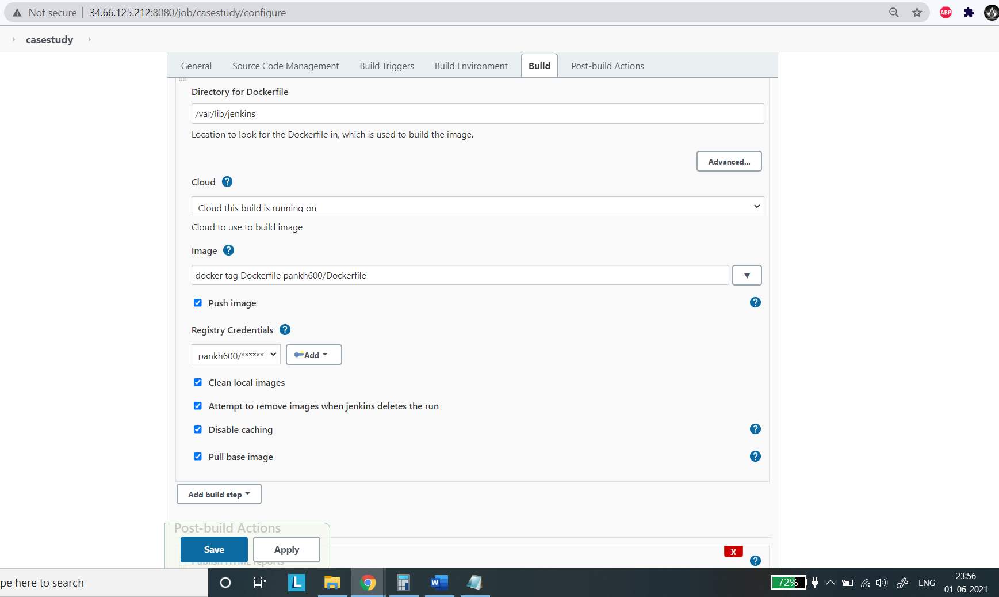 Not secure | 34.66.125.212:8080/job/casestudy/configure
ABP
casestudy
General Source Code Management Build Triggers Build Environment Build Post-build Actions
Directory for Dockerfile
/var/lib/jenkins
Location to look for the Dockerfile in, which is used to build the image.
Advanced...
Cloud ?
Cloud this build is running on
Cloud to use to build image
Image ?
docker tag Dockerfile pankh600/Dockerfile
Push image ?
Registry Credentials ?
pankh600/****** Add
Clean local images
Attempt to remove images when jenkins deletes the run
Disable caching ?
Pull base image ?
Add build step
Post-build Actions
Save Apply
X
Publish HTML reports ?
pe here to search
L
W
72%
ENG
23:56
01-06-2021